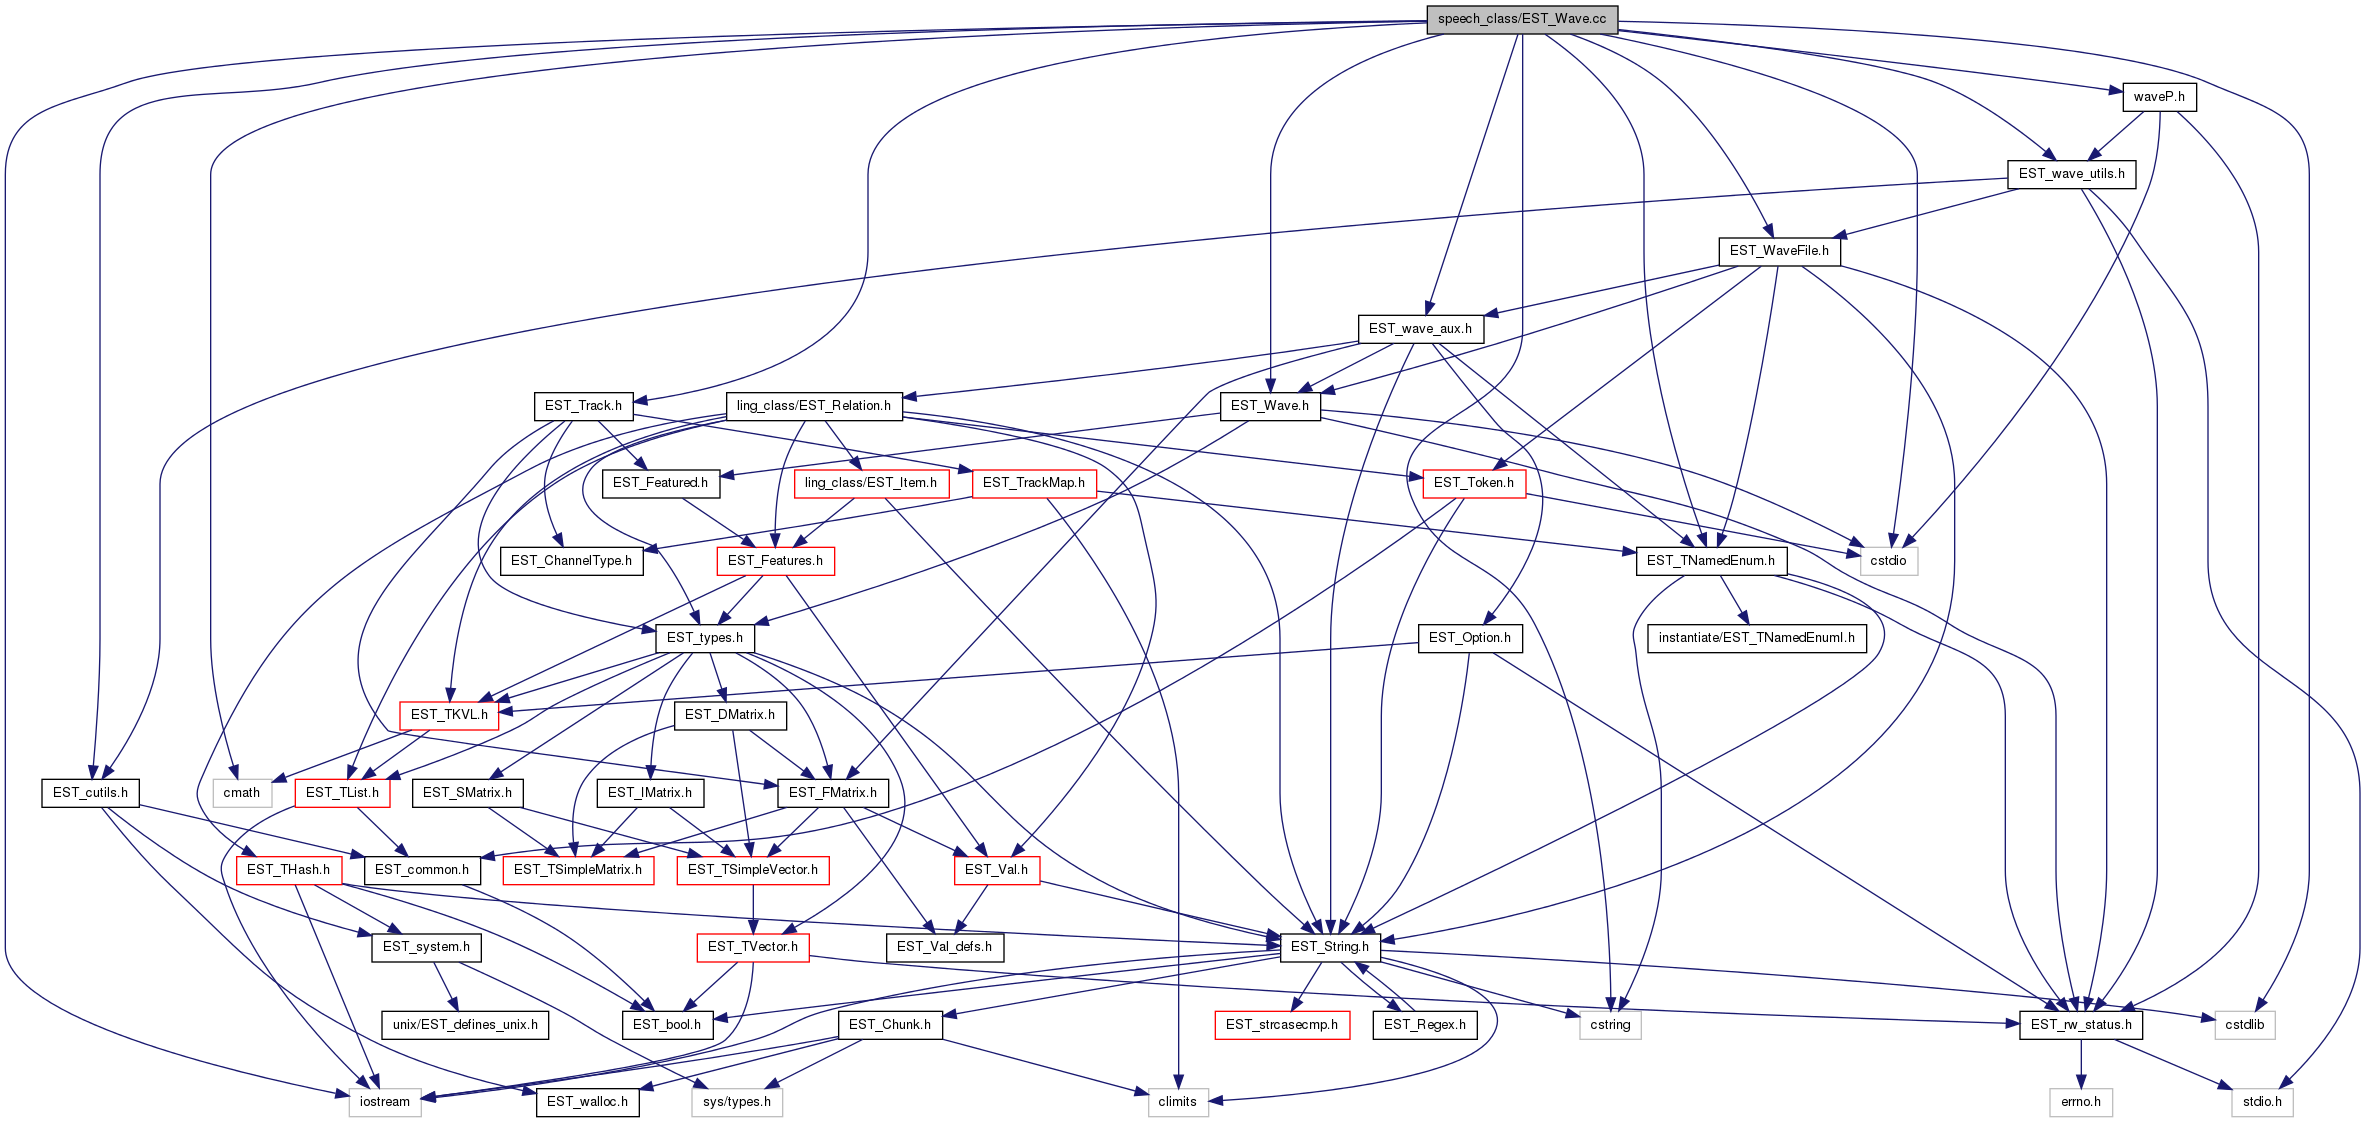 speech_class/EST_Wave.cc
waveP.h
EST_wave_utils.h
EST_WaveFile.h
EST_wave_aux.h
EST_Track.h
ling_class/EST_Relation.h
EST_Wave.h
EST_Featured.h
ling_class/EST_Item.h
EST_TrackMap.h
EST_Token.h
EST_ChannelType.h
EST_Features.h
EST_TNamedEnum.h
cstdio
EST_types.h
EST_Option.h
instantiate/EST_TNamedEnumI.h
EST_TKVL.h
EST_DMatrix.h
EST_cutils.h
cmath
EST_TList.h
EST_SMatrix.h
EST_IMatrix.h
EST_FMatrix.h
EST_THash.h
EST_common.h
EST_TSimpleMatrix.h
EST_TSimpleVector.h
EST_Val.h
EST_system.h
EST_TVector.h
EST_Val_defs.h
EST_String.h
unix/EST_defines_unix.h
EST_bool.h
EST_Chunk.h
EST_strcasecmp.h
EST_Regex.h
cstring
EST_rw_status.h
cstdlib
iostream
EST_walloc.h
sys/types.h
climits
errno.h
stdio.h